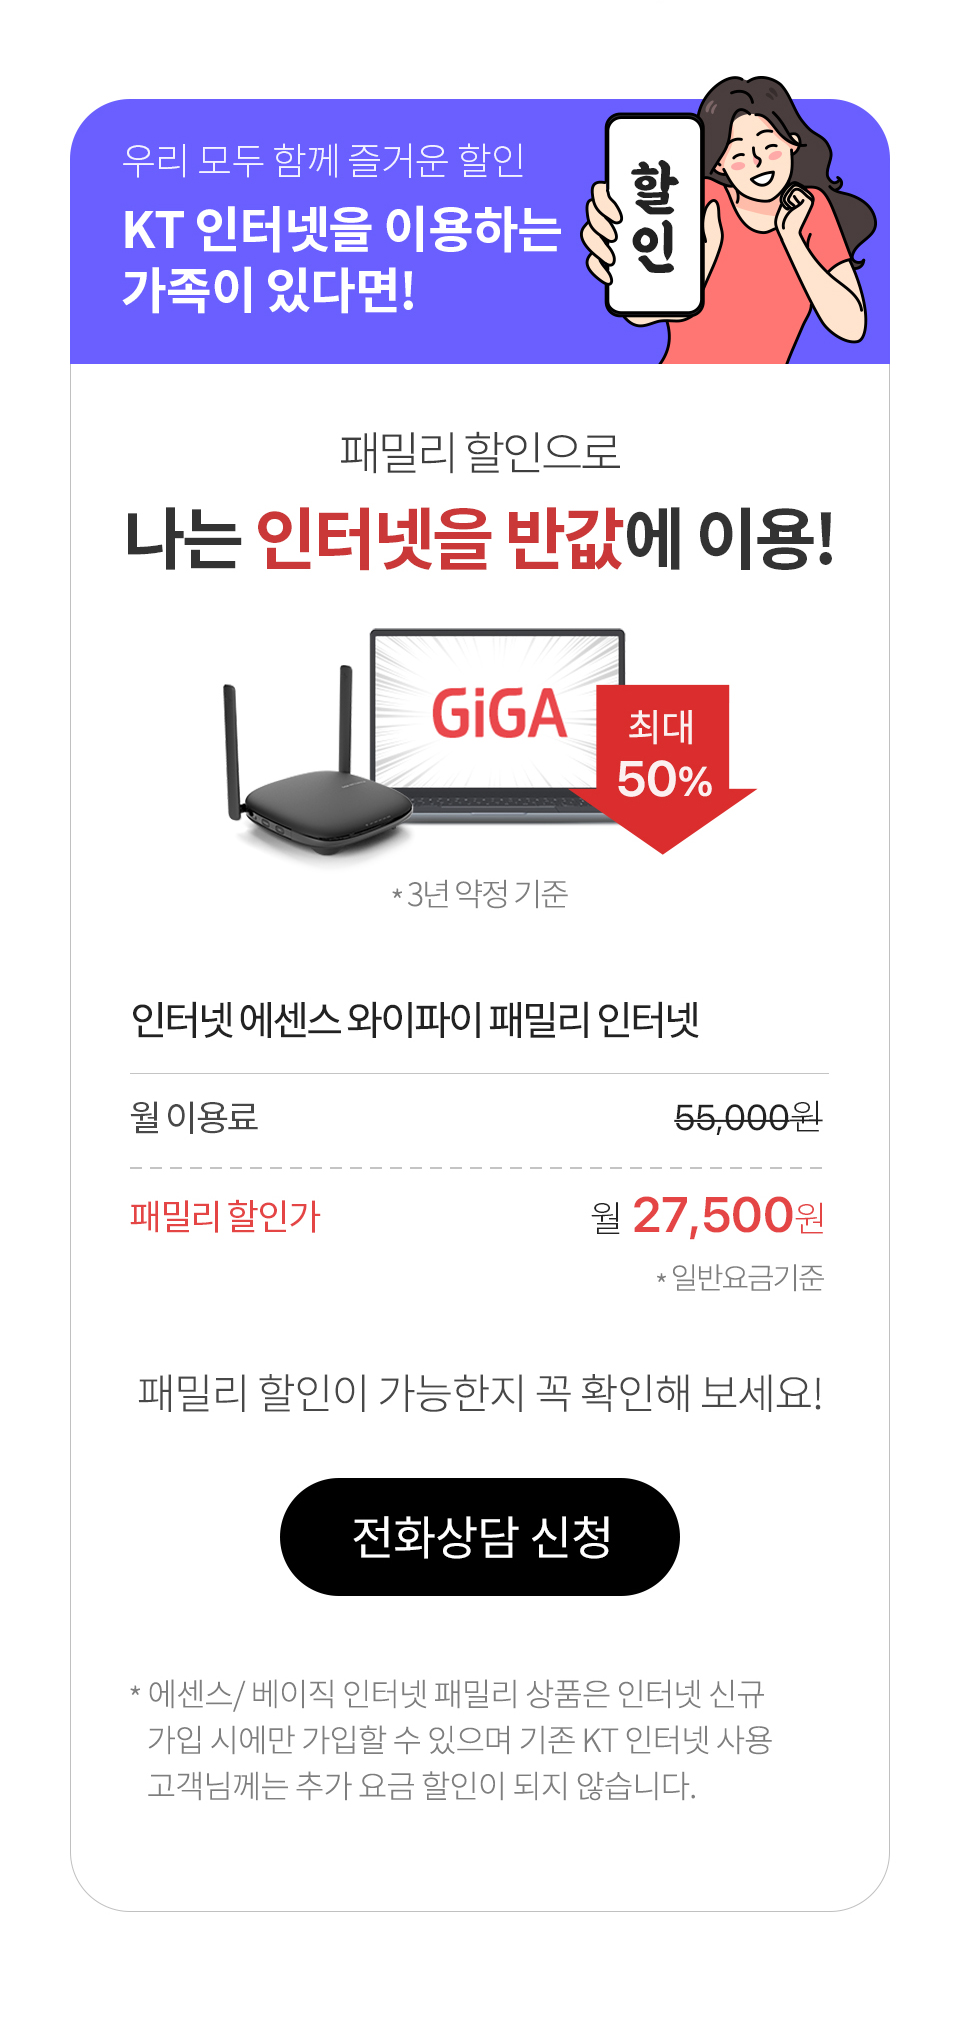 우리 모두 함께 즐거운 할인
KT 인터넷을 이용하는
가족이 있다면!
할
인
패밀리 할인으로
나는 인터넷을 반값에 이용!
GiGA
최대
50%
* 3년 약정 기준
인터넷 에센스 와이파이 패밀리 인터넷
월 이용료 55,000원
패밀리 할인가 월 27,500원
* 일반요금기준
패밀리 할인이 가능한지 꼭 확인해 보세요!
전화상담 신청
* 에센스/ 베이직 인터넷 패밀리 상품은 인터넷 신규
가입 시에만 가입할 수 있으며 기존 KT 인터넷 사용
고객님께는 추가 요금 할인이 되지 않습니다.